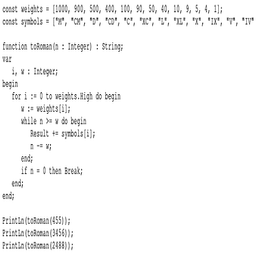 const weights = [1000, 900, 500, 400, 100, 90, 50, 40, 10, 9, 5, 4, 1];
const symbols = ["M", "CM", "D", "CD", "C", "XC", "L", "XL", "X", "IX", "V", "IV"
function toRoman(n : Integer) : String;
var
i, w : Integer;
begin
for i := 0 to weights.High do begin
w := weights[i];
while n >= w do begin
Result += symbols[i];
n -= w;
end;
if n = 0 then Break;
end;
end;
PrintLn(toRoman(455));
PrintLn(toRoman(3456));
PrintLn(toRoman(2488));